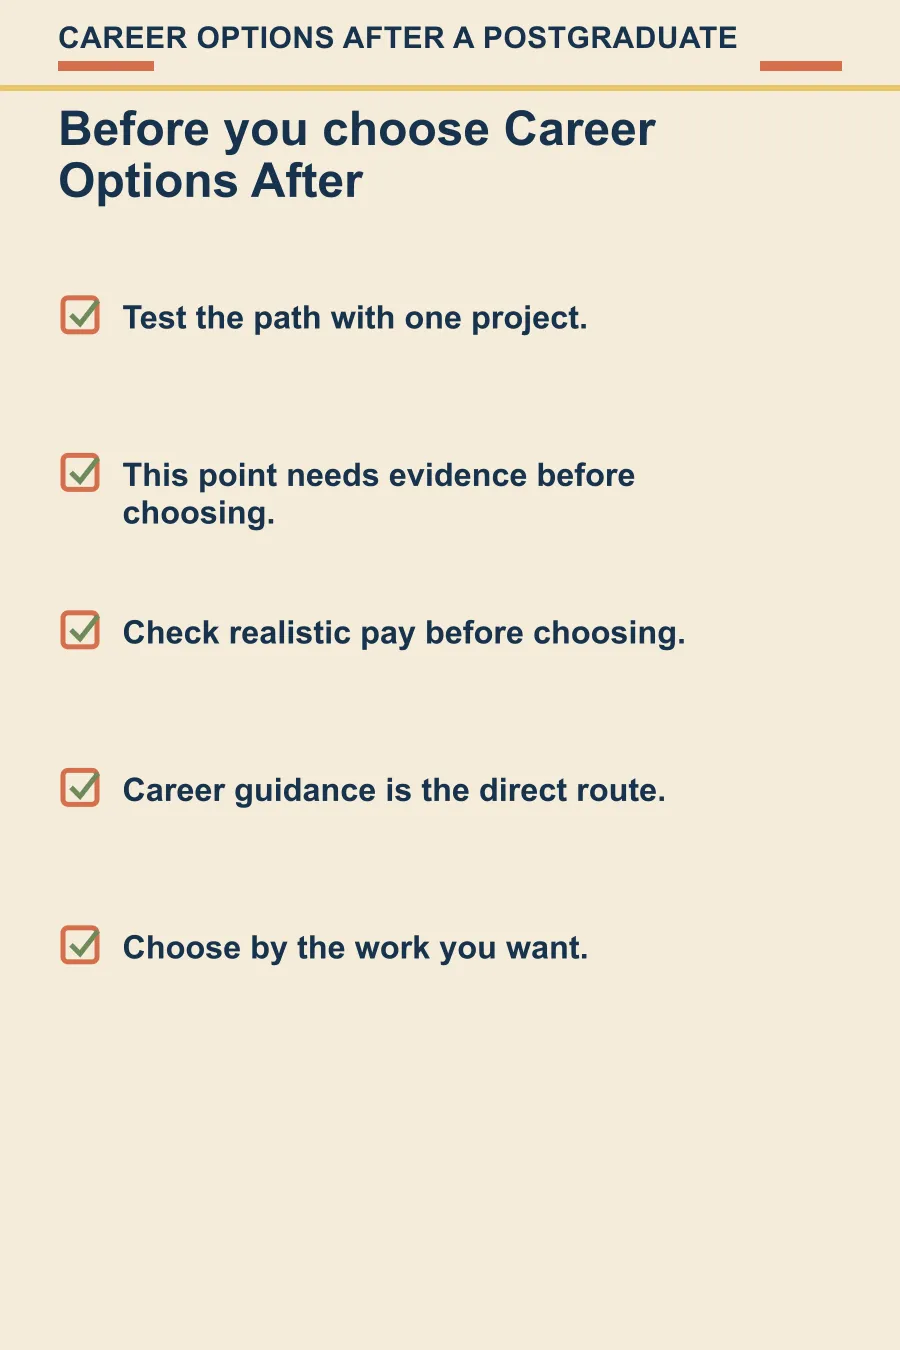 CAREER OPTIONS AFTER A POSTGRADUATE
Before you choose Career
Options After
Test the path with one project.
This point needs evidence before
choosing.
Check realistic pay before choosing.
Career guidance is the direct route.
Choose by the work you want.